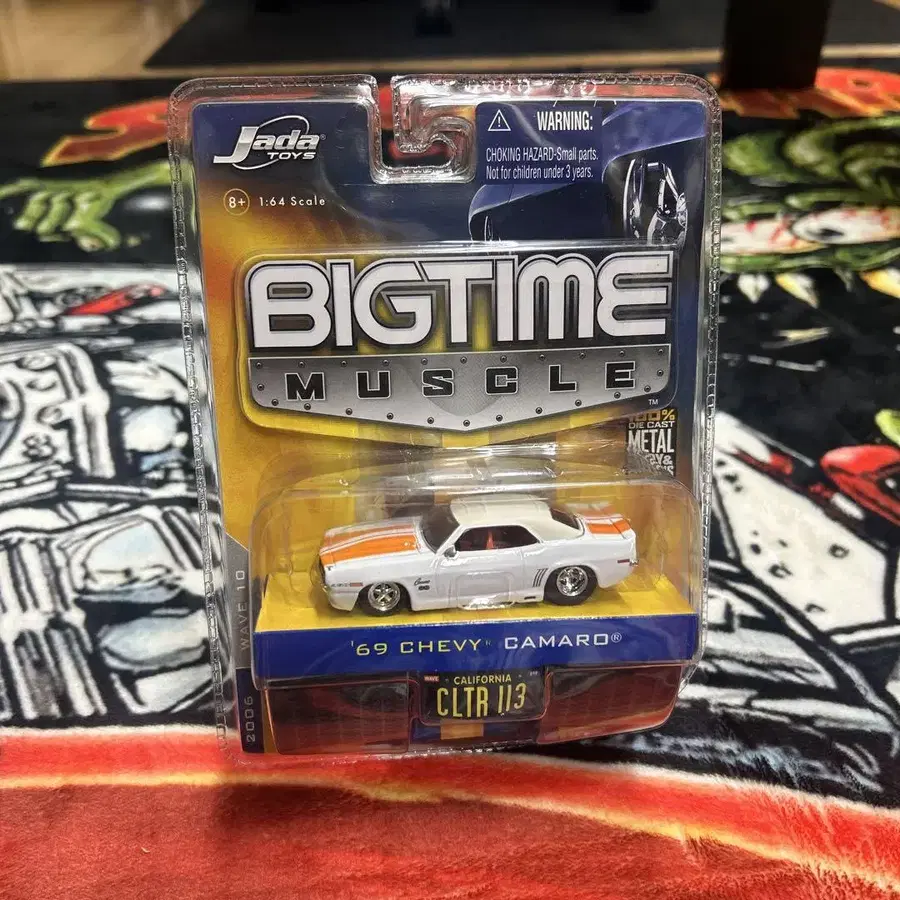 Jada®
TOYS
WARNING:
CHOKING HAZARD-Small parts.
Not for children under 3 years.
8+ 1:64 Scale
BIGTIME
MUSCLE
TM
100%
DIE CAST
METAL
'69 CHEVY CAMARO®
WAVE 10
2006
CALIFORNIA
CLTR 113